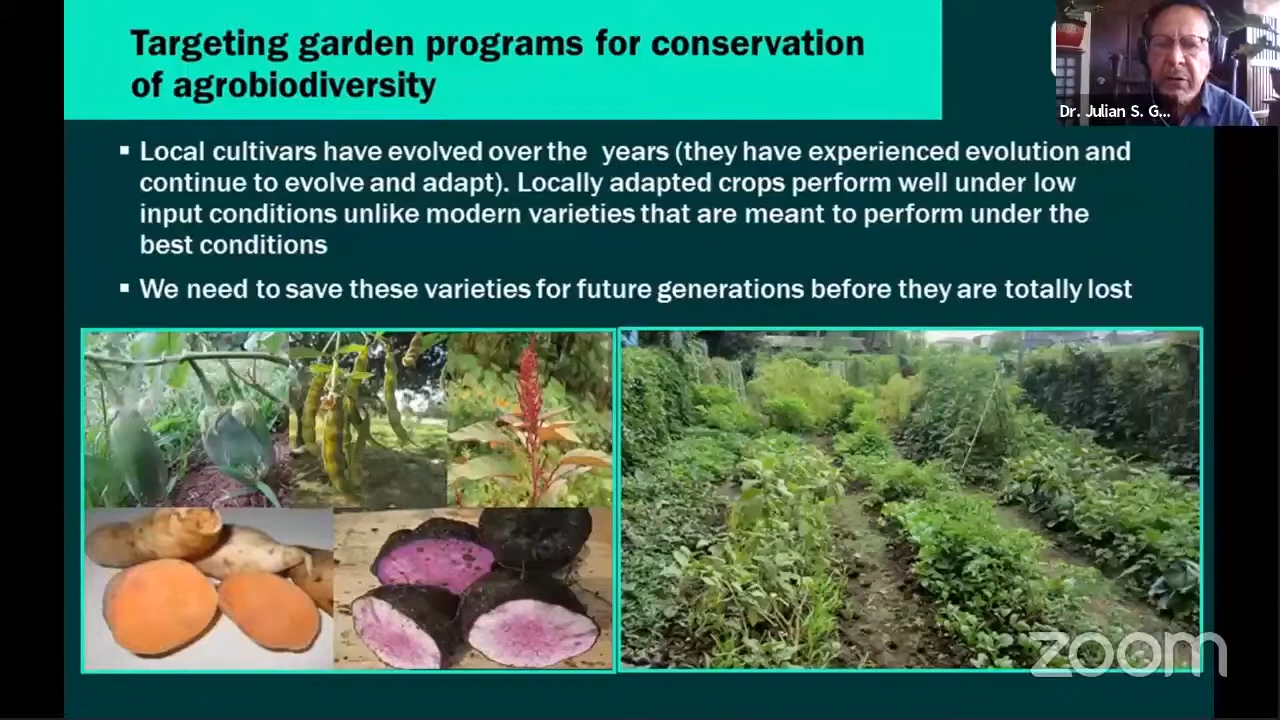 Targeting garden programs for conservation
of agrobiodiversity
Dr. Julian S. G...
▪ Local cultivars have evolved over the years (they have experienced evolution and
continue to evolve and adapt). Locally adapted crops perform well under low
input conditions unlike modern varieties that are meant to perform under the
best conditions
▪ We need to save these varieties for future generations before they are totally lost
zoom